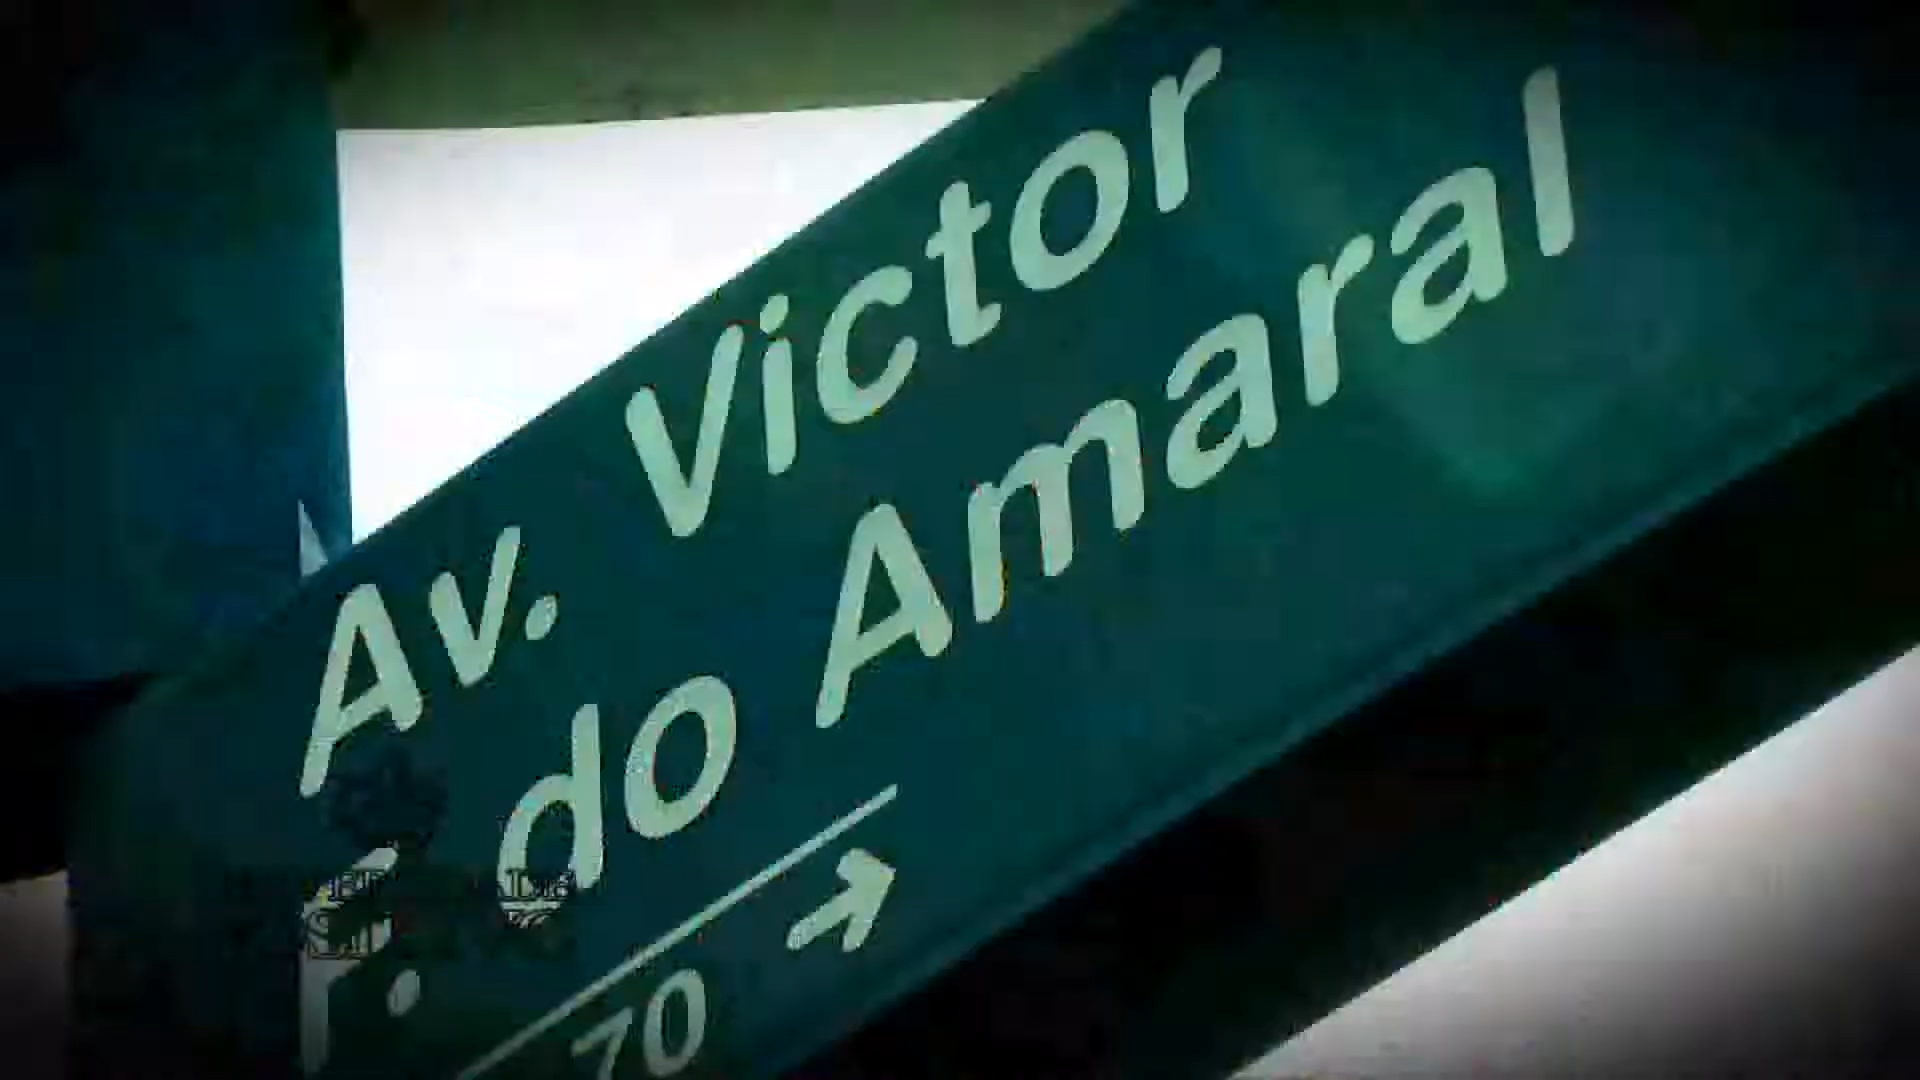 Av. Victor
F. do Amaral
70 →